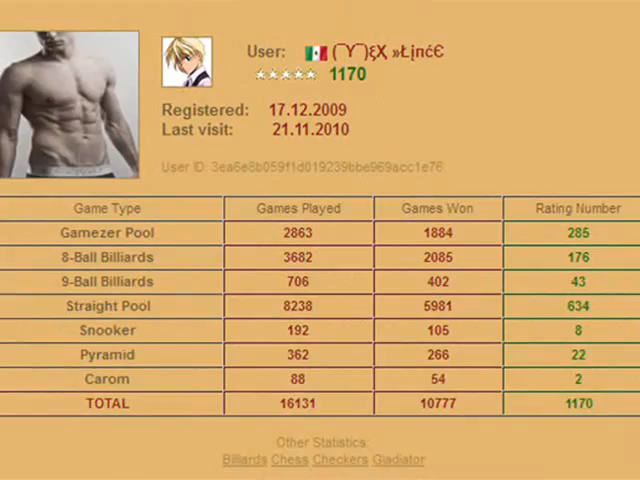 User: (¯Y¯)ξҲ »Łįпćє
1170
Registered: 17.12.2009
Last visit: 21.11.2010
User ID: 3ea6e8b059f1d019239bbe969acc1e76
Game Type Games Played Games Won Rating Number
Gamezer Pool 2863 1884 285
8-Ball Billiards 3682 2085 176
9-Ball Billiards 706 402 43
Straight Pool 8238 5981 634
Snooker 192 105 8
Pyramid 362 266 22
Carom 88 54 2
TOTAL 16131 10777 1170
Other Statistics:
Billiards Chess Checkers Gladiator